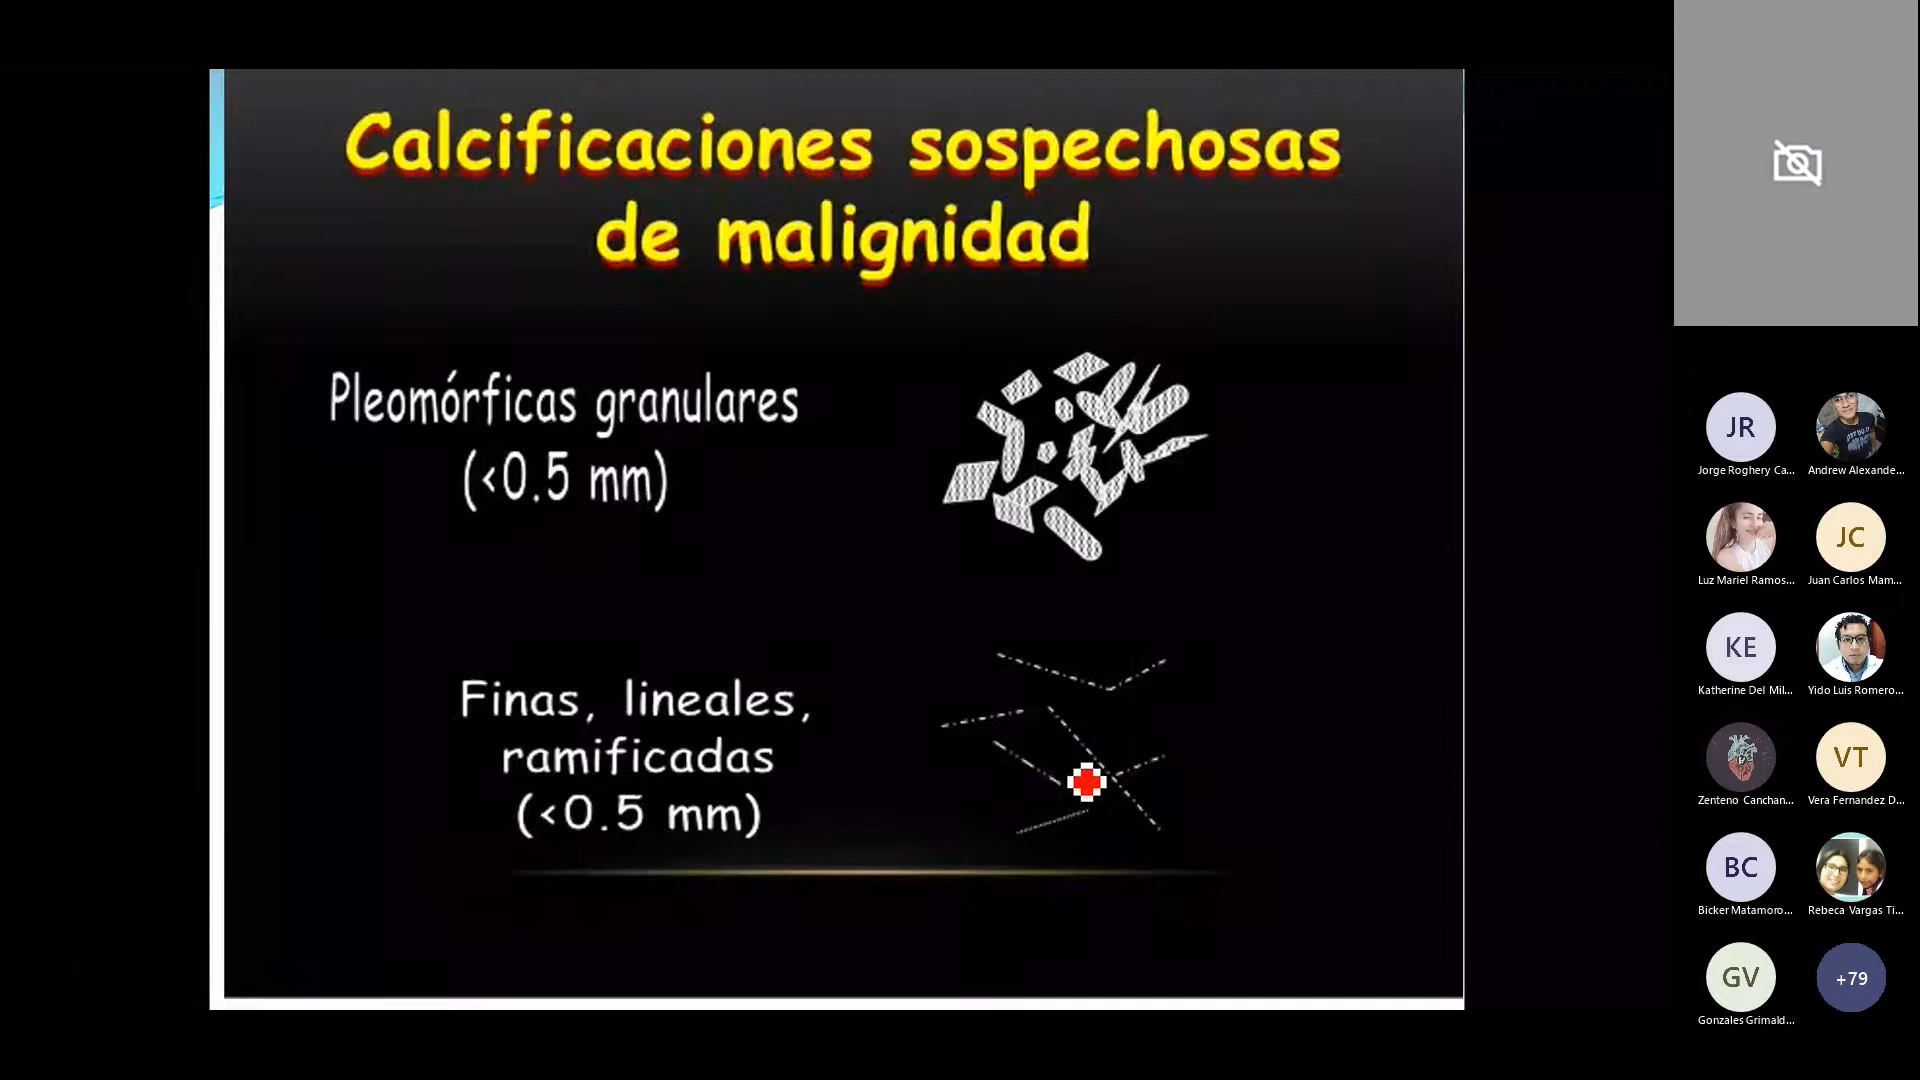 Calcificaciones sospechosas
de malignidad
Pleomórficas granulares
(<0.5 mm)
Finas, lineales,
ramificadas
(<0.5 mm)
JR
Jorge Roghery Ca...
Andrew Alexande...
Luz Mariel Ramos...
JC
Juan Carlos Mam...
KE
Katherine Del Mil...
Yido Luis Romero...
Zenteno Canchan...
VT
Vera Fernandez D...
BC
Bicker Matamoro...
Rebeca Vargas Ti...
GV
Gonzales Grimald...
+79